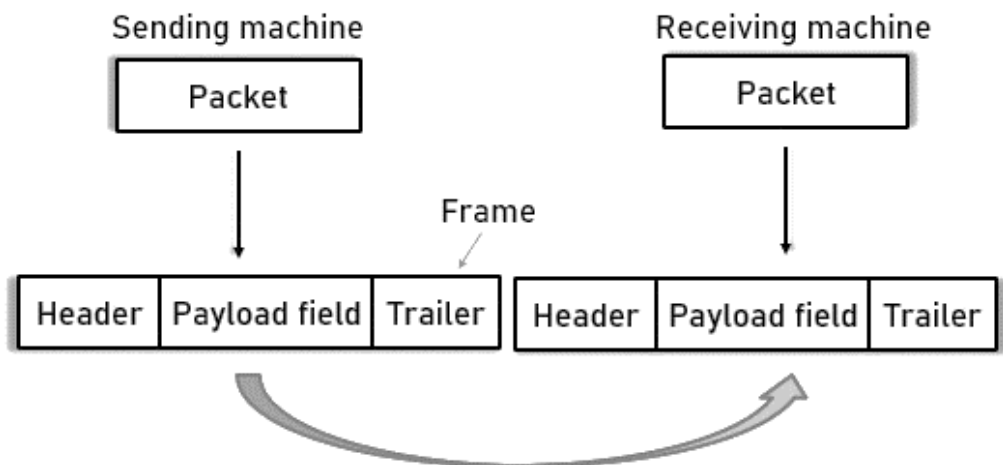 Sending machine
Receiving machine
Packet
Packet
Frame
Header Payload field Trailer
Header Payload field Trailer